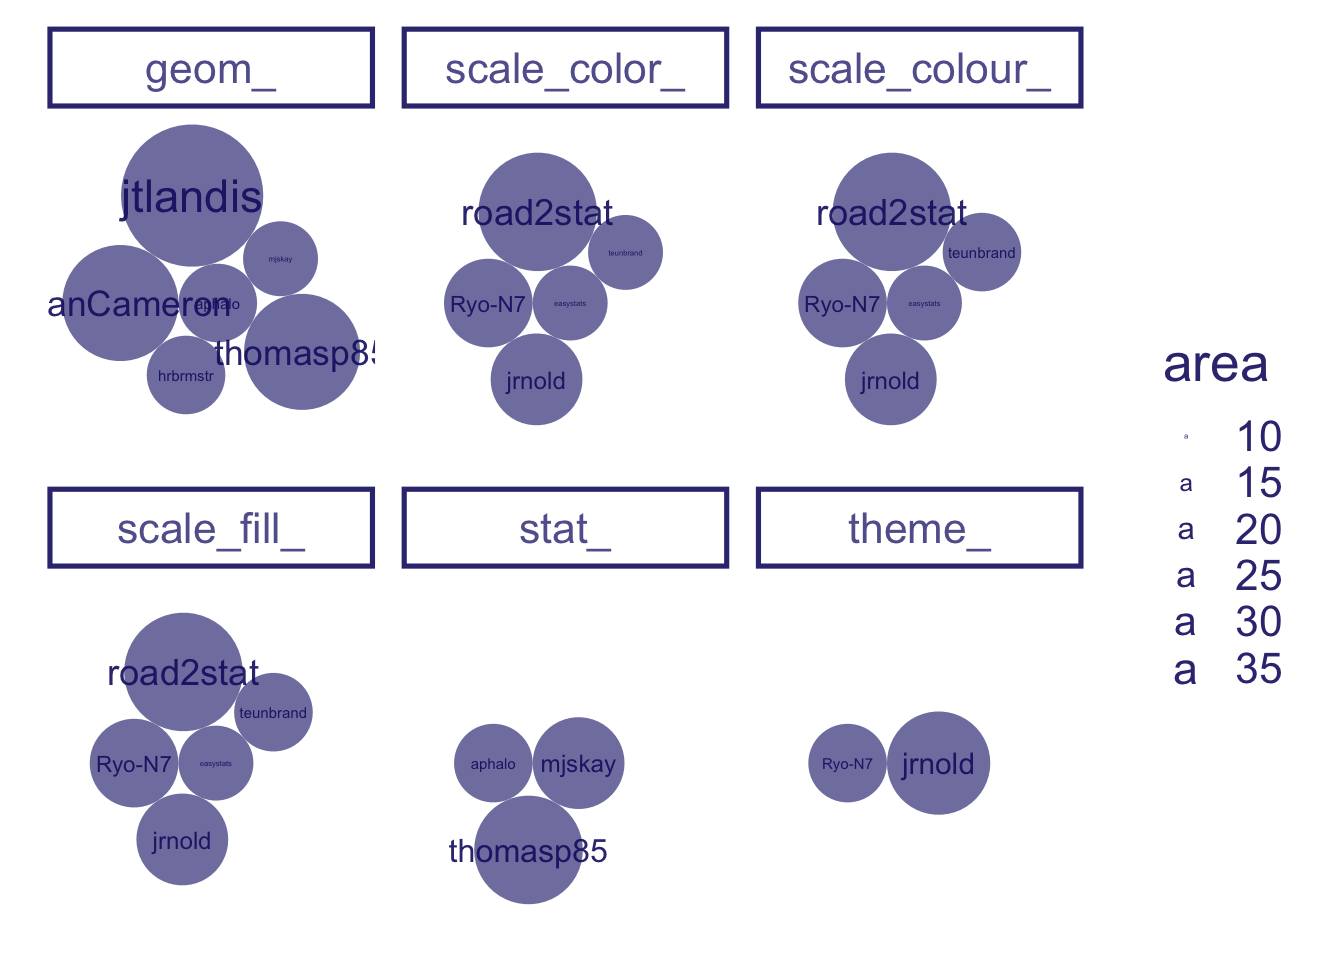 geom_
scale_color_
scale_colour_
jtlandis
mjskay
anCameron
aphalo
thomasp85
hrbrmstr
road2stat
teunbrand
Ryo-N7
easystats
jrnold
road2stat
teunbrand
Ryo-N7
easystats
jrnold
area
a 10
a 15
a 20
a 25
a 30
a 35
scale_fill_
stat_
theme_
road2stat
teunbrand
Ryo-N7
easystats
jrnold
aphalo
mjskay
thomasp85
Ryo-N7
jrnold